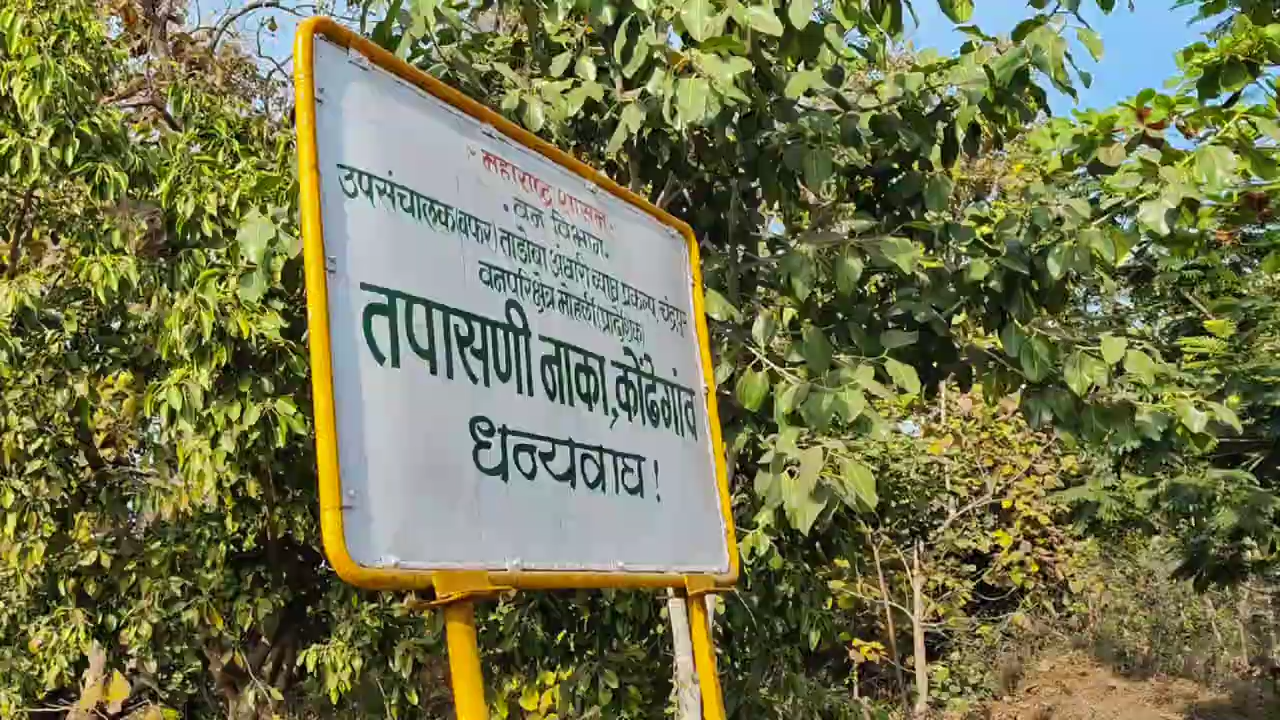 महाराष्ट्र शासन
वन विभाग.
उपसंचालक(बफर) ताडोबा अंधारी व्याघ्र प्रकल्प चंद्रपूर
वनपरिक्षेत्र मोहर्ली(प्रादेशिक)
तपासणी नाका,कोंढेगांव
धन्यवाघ!